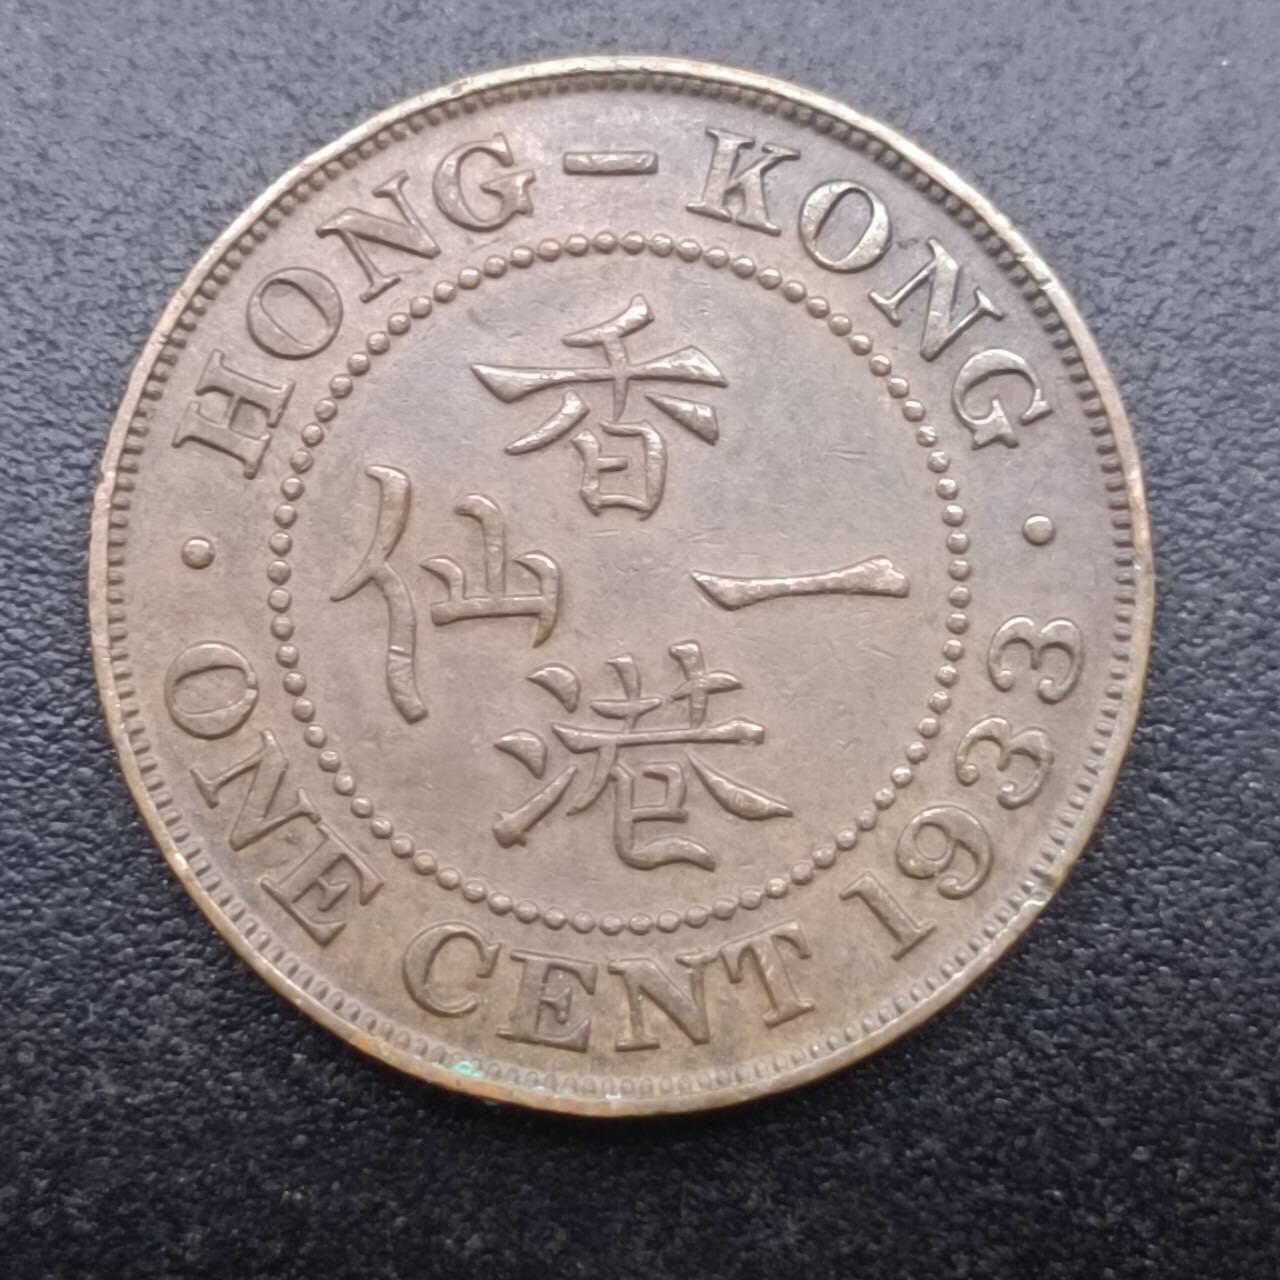 HONG – KONG
香
港
一
仙
· ONE CENT 1933 ·